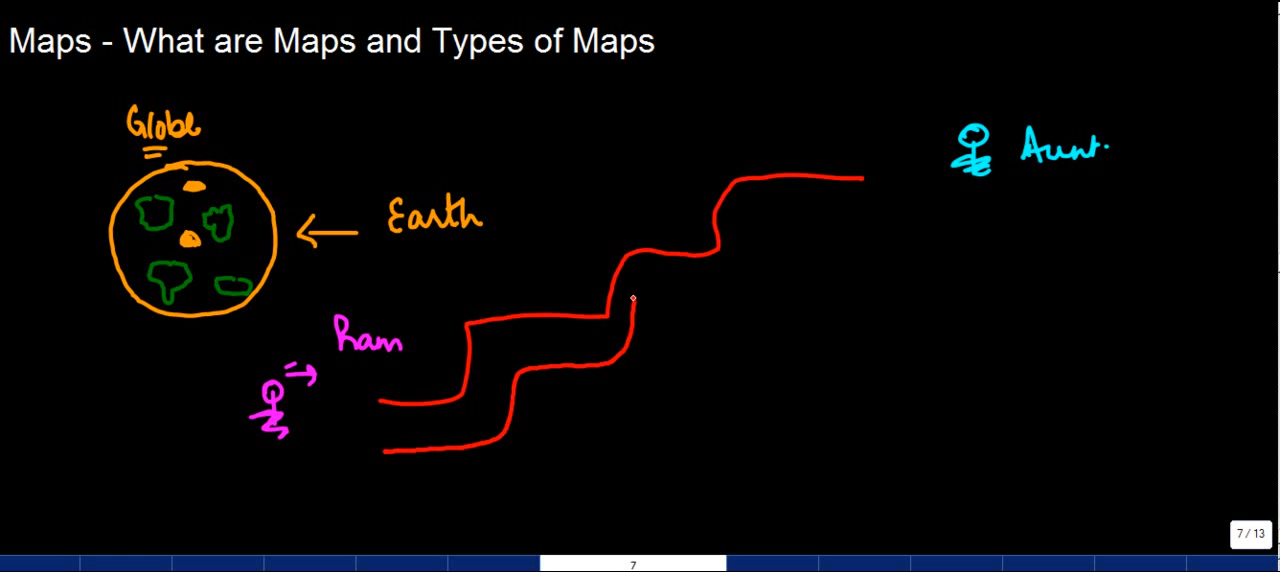 Maps - What are Maps and Types of Maps
Globe
Earth
Aunt.
Ram
7 / 13
7